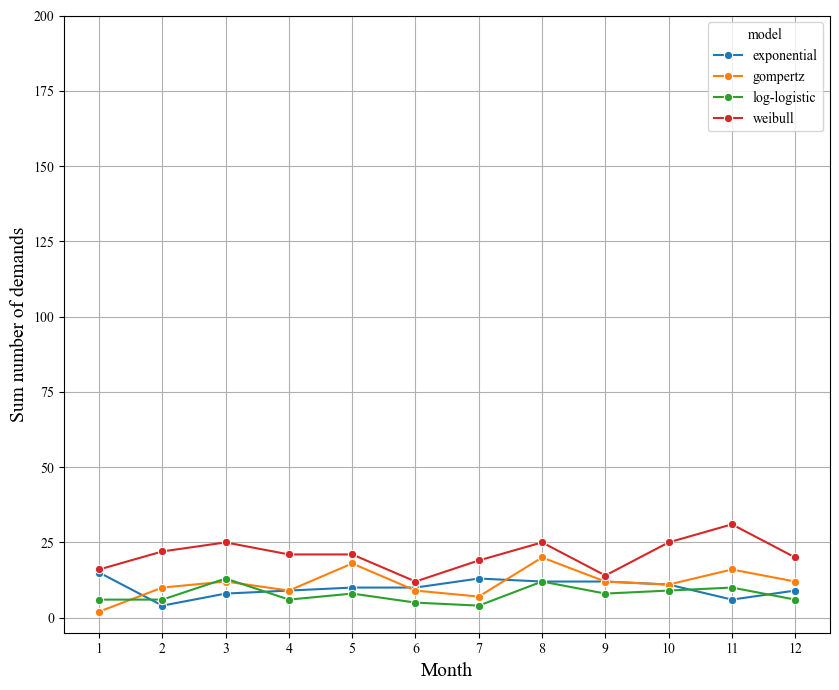 200
175
150
125
100
75
50
25
0
Sum number of demands
model
exponential
gompertz
log-logistic
weibull
1 2 3 4 5 6 7 8 9 10 11 12
Month